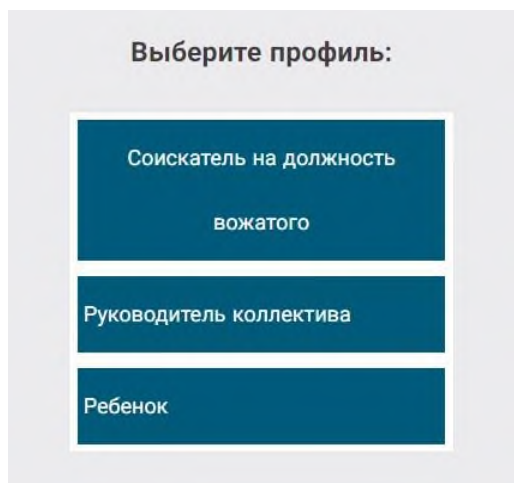 Выберите профиль:
Соискатель на должность
вожатого
Руководитель коллектива
Ребенок